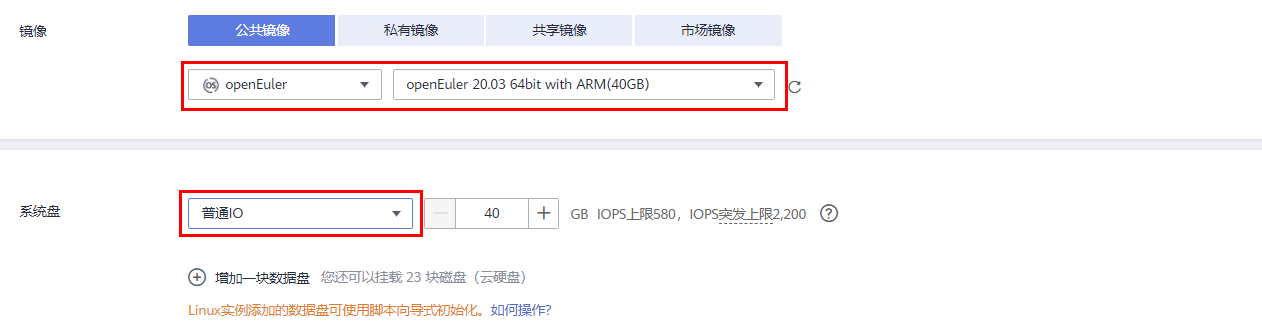 镜像 公共镜像 私有镜像 共享镜像 市场镜像
openEuler openEuler 20.03 64bit with ARM(40GB)
系统盘 普通IO 40 GB IOPS上限580，IOPS突发上限2,200
增加一块数据盘 您还可以挂载 23 块磁盘（云硬盘）
Linux实例添加的数据盘可使用脚本向导式初始化。如何操作?